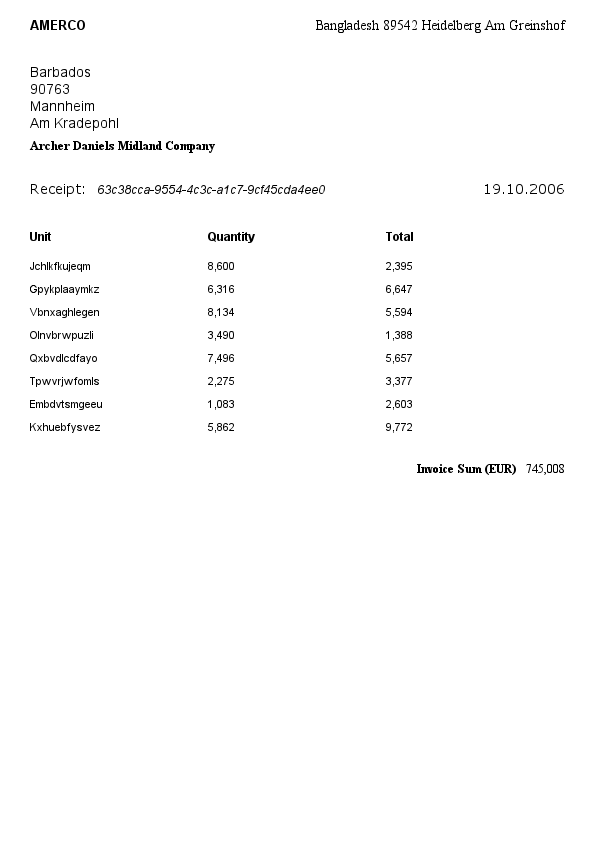 AMERCO Bangladesh 89542 Heidelberg Am Greinshof
Barbados
90763
Mannheim
Am Kradepohl
Archer Daniels Midland Company
Receipt: 63c38cca-9554-4c3c-a1c7-9cf45cda4ee0 19.10.2006
Unit Quantity Total
Jchlkfkujeqm 8,600 2,395
Gpykplaaymkz 6,316 6,647
Vbnxaghlegen 8,134 5,594
Olnvbrwpuzli 3,490 1,388
Qxbvdlcdfayo 7,496 5,657
Tpwvrjwfomls 2,275 3,377
Embdvtsmgeeu 1,083 2,603
Kxhuebfysvez 5,862 9,772
Invoice Sum (EUR) 745,008